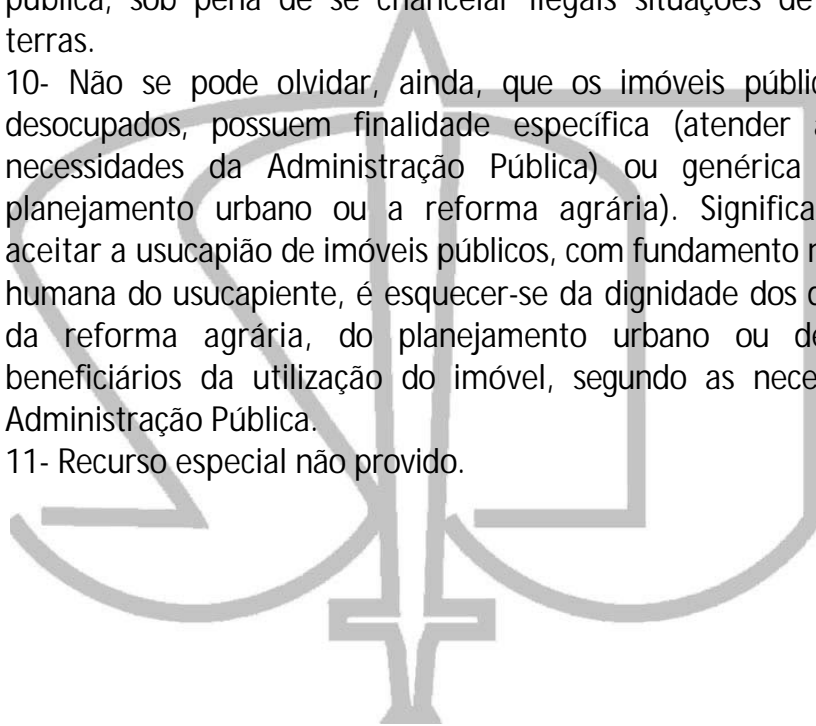 pública, sob pena de se chancelar ilegais situações de
terras.
10- Não se pode olvidar, ainda, que os imóveis públic
desocupados, possuem finalidade específica (atender a
necessidades da Administração Pública) ou genérica
planejamento urbano ou a reforma agrária). Significa
aceitar a usucapião de imóveis públicos, com fundamento
humana do usucapiente, é esquecer-se da dignidade dos
da reforma agrária, do planejamento urbano ou de
beneficiários da utilização do imóvel, segundo as nece
Administração Pública.
11- Recurso especial não provido.